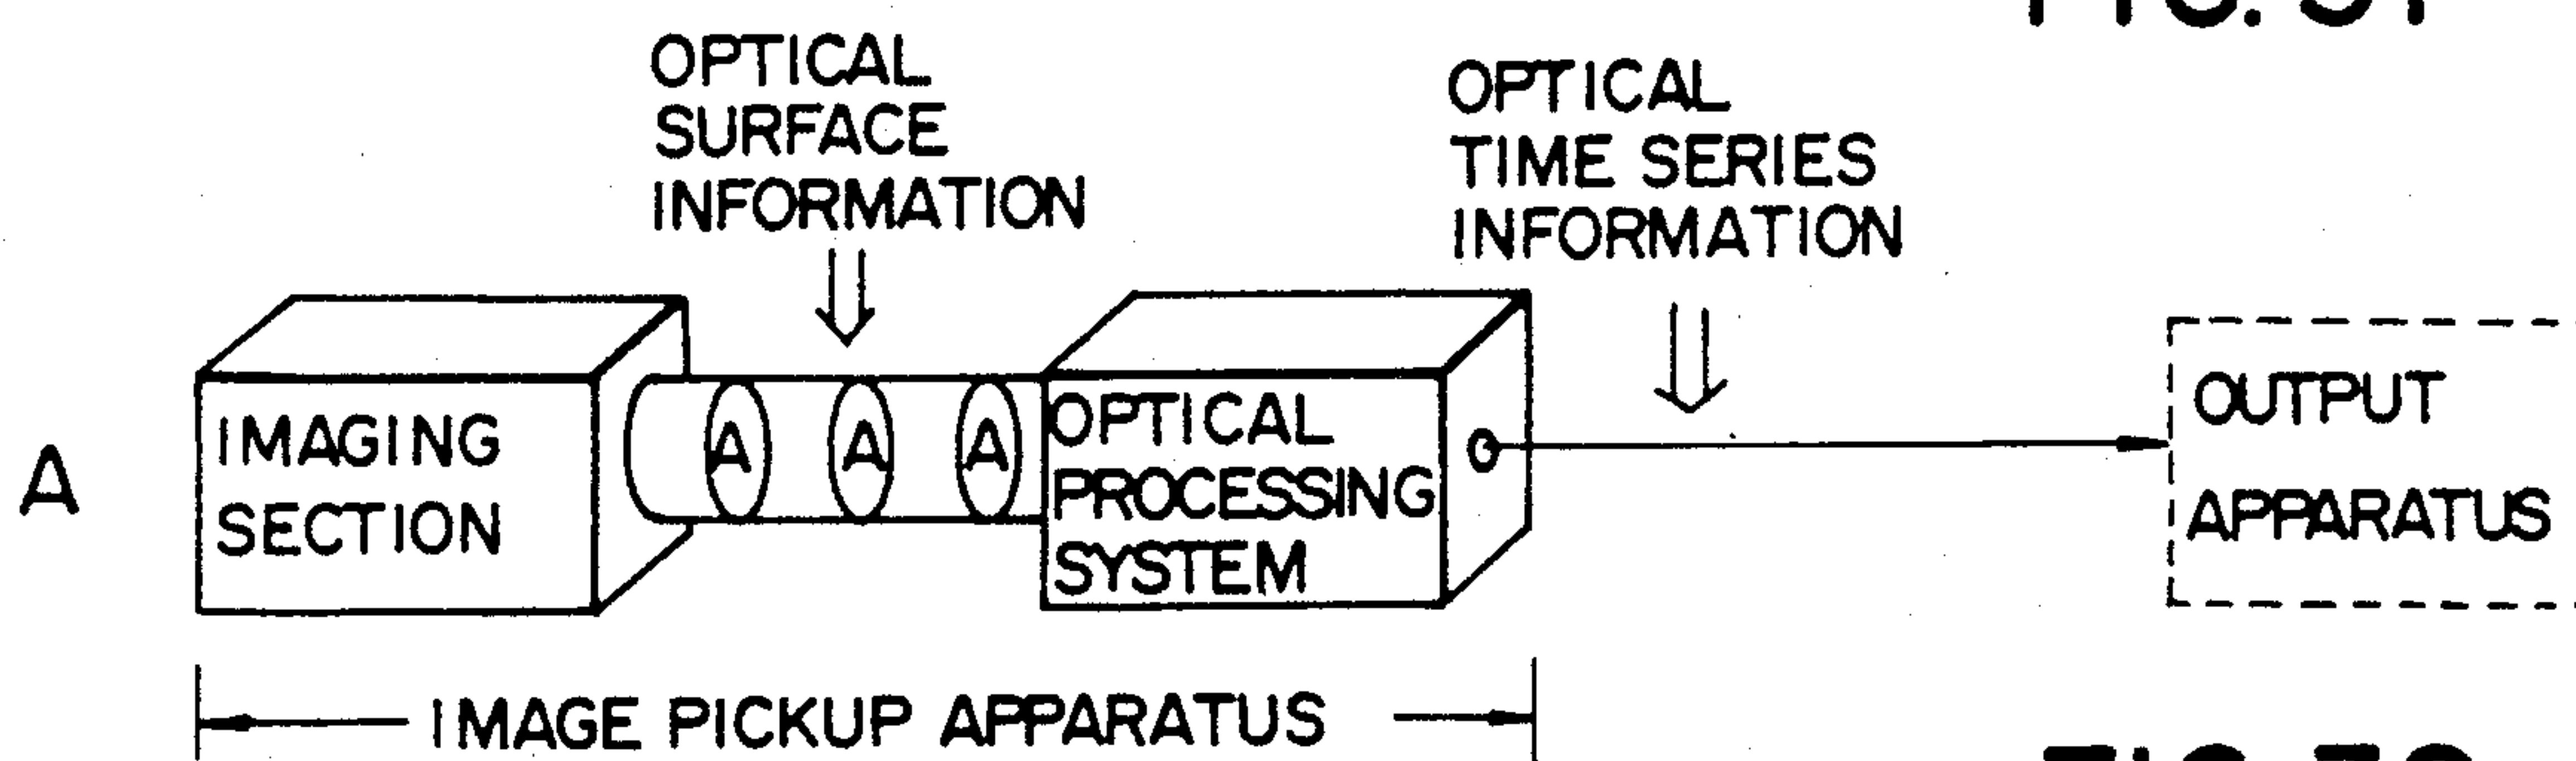 OPTICAL
SURFACE
INFORMATION
OPTICAL
TIME SERIES
INFORMATION
A
IMAGING
SECTION
A A A
OPTICAL
PROCESSING
SYSTEM
OUTPUT
APPARATUS
IMAGE PICKUP APPARATUS